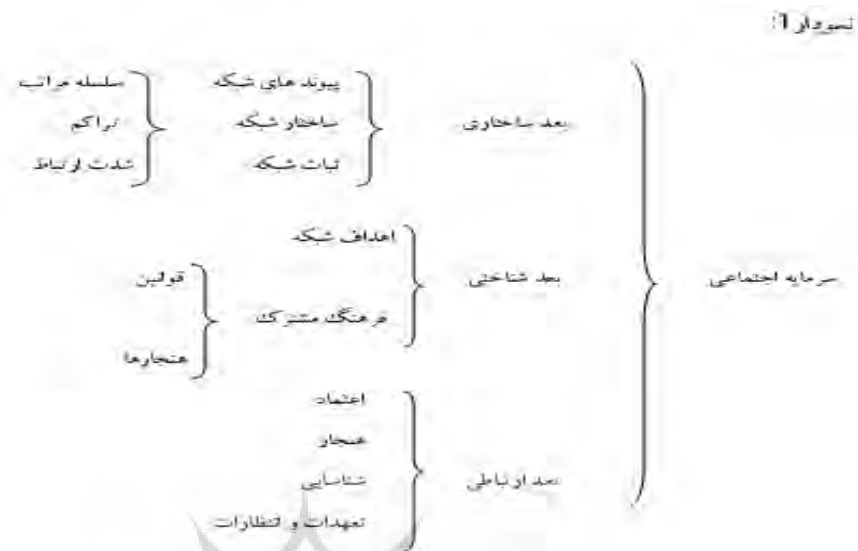 نمودار 1:
سرمایه اجتماعی
بعد ساختاری
پیوند های شبکه
ساختار شبکه
ثبات شبکه
سلسله مراتب
تراکم
شدت ارتباط
بعد شناختی
اهداف شبکه
فرهنگ مشترک
قوانین
هنجارها
بعد ارتباطی
اعتماد
هنجار
شناسایی
تعهدات و انتظارات